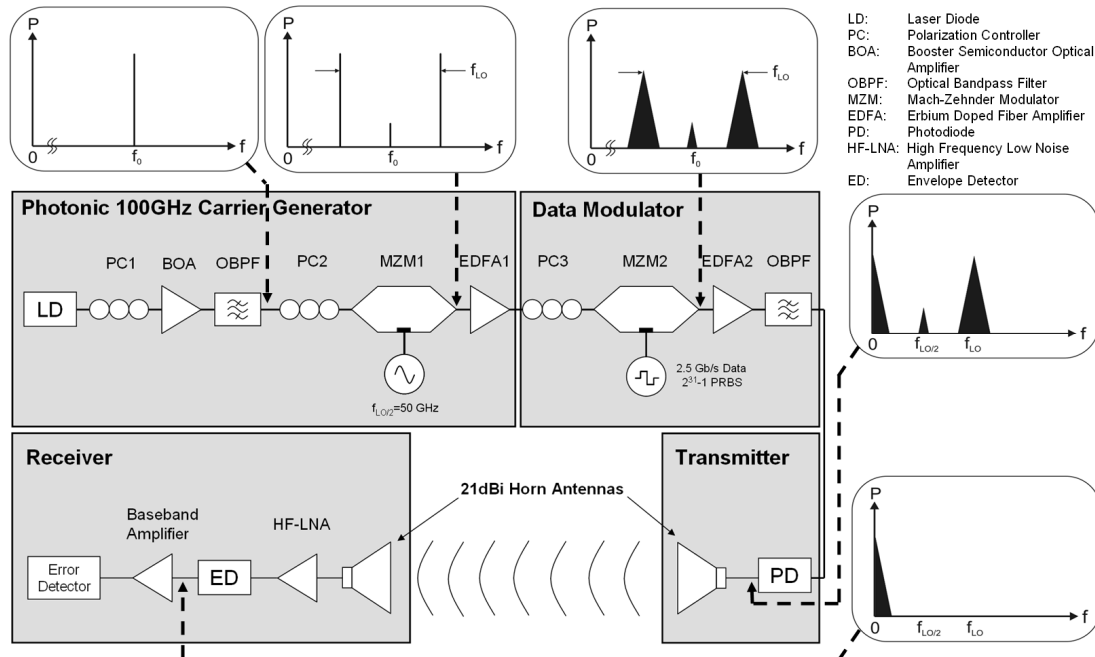 P
0
f₀
f
P
f_LO
0
f₀
f
P
f_LO
0
f₀
f
LD: Laser Diode
PC: Polarization Controller
BOA: Booster Semiconductor Optical
Amplifier
OBPF: Optical Bandpass Filter
MZM: Mach-Zehnder Modulator
EDFA: Erbium Doped Fiber Amplifier
PD: Photodiode
HF-LNA: High Frequency Low Noise
Amplifier
ED: Envelope Detector
Photonic 100GHz Carrier Generator
PC1 BOA OBPF PC2 MZM1 EDFA1
LD
f_LO/2=50 GHz
Data Modulator
PC3 MZM2 EDFA2 OBPF
2.5 Gb/s Data
2³¹-1 PRBS
P
0
f_LO/2
f_LO
f
Receiver
Baseband
Amplifier
HF-LNA
Error
Detector
ED
21dBi Horn Antennas
Transmitter
PD
P
0
f_LO/2
f_LO
f